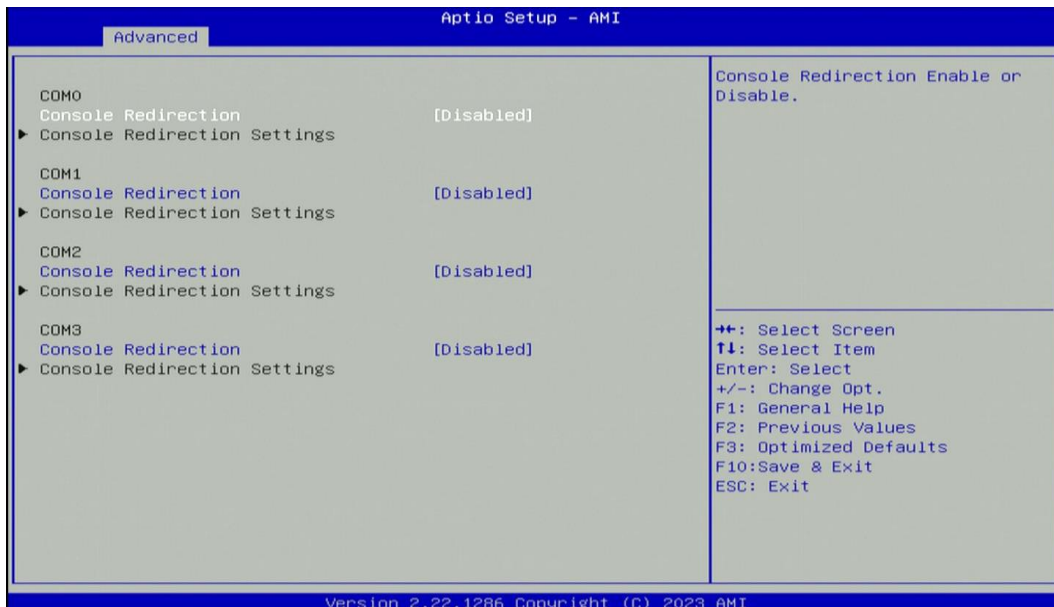 Aptio Setup – AMI
Advanced
COM0
Console Redirection [Disabled]
► Console Redirection Settings
COM1
Console Redirection [Disabled]
► Console Redirection Settings
COM2
Console Redirection [Disabled]
► Console Redirection Settings
COM3
Console Redirection [Disabled]
► Console Redirection Settings
Console Redirection Enable or
Disable.
→←: Select Screen
↑↓: Select Item
Enter: Select
+/-: Change Opt.
F1: General Help
F2: Previous Values
F3: Optimized Defaults
F10:Save & Exit
ESC: Exit
Version 2.22.1286 Copyright (C) 2023 AMI